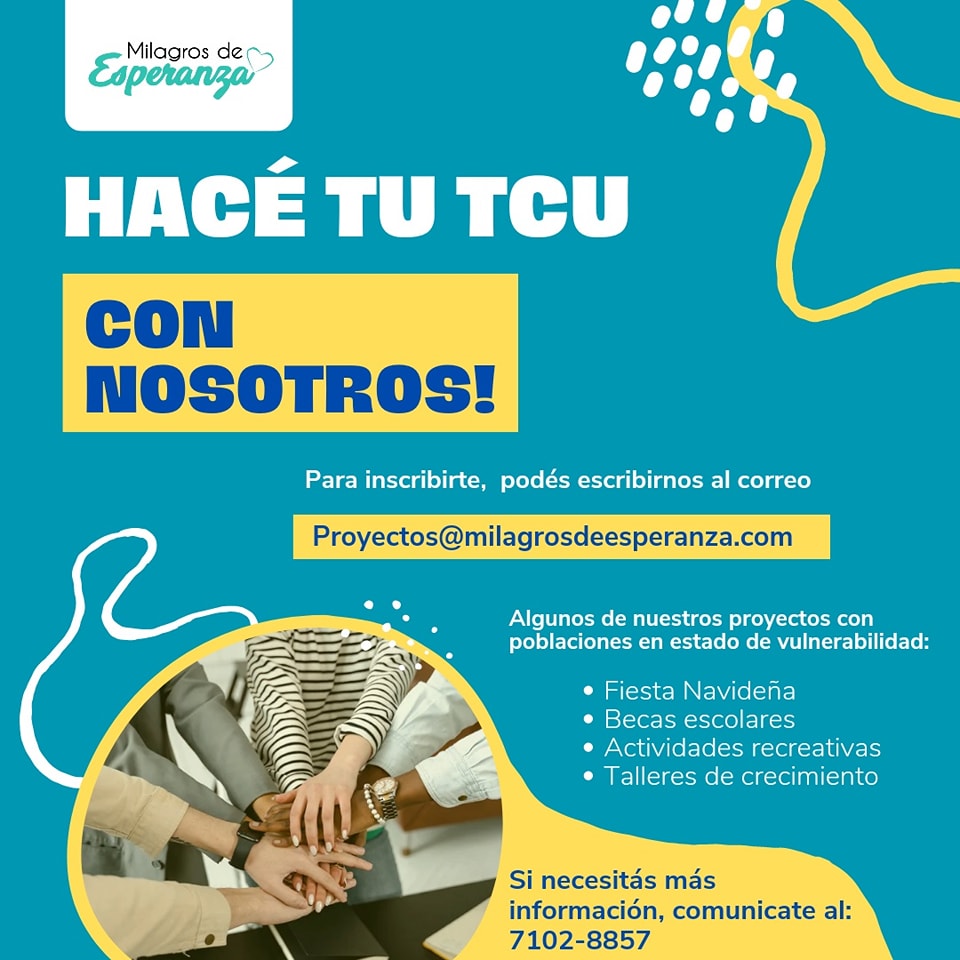 Milagros de
Esperanza
HACÉ TU TCU
CON
NOSOTROS!
Para inscribirte, podés escribirnos al correo
Proyectos@milagrosdeesperanza.com
Algunos de nuestros proyectos con
poblaciones en estado de vulnerabilidad:
• Fiesta Navideña
• Becas escolares
• Actividades recreativas
• Talleres de crecimiento
Si necesitás más
información, comunicate al:
7102-8857